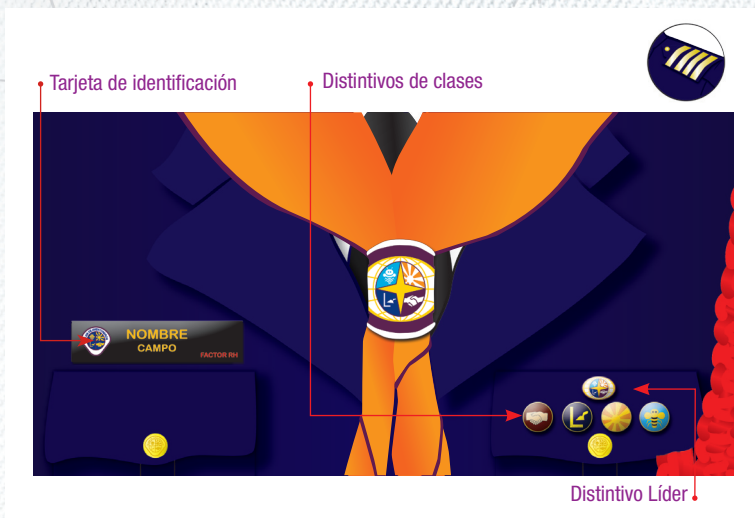 Tarjeta de identificación
Distintivos de clases
NOMBRE
CAMPO
FACTOR RH
Distintivo Líder